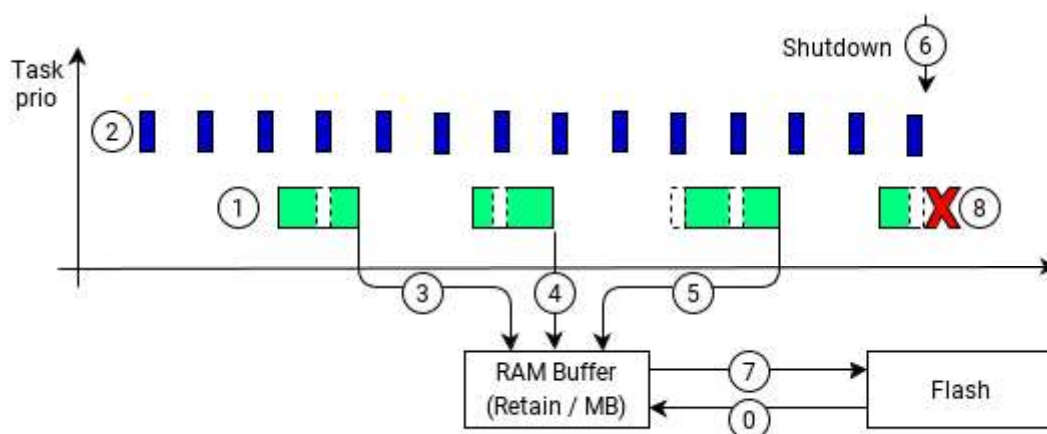 Shutdown 6
Task
prio
2
1
8
3
4
5
RAM Buffer
(Retain / MB)
7
Flash
0